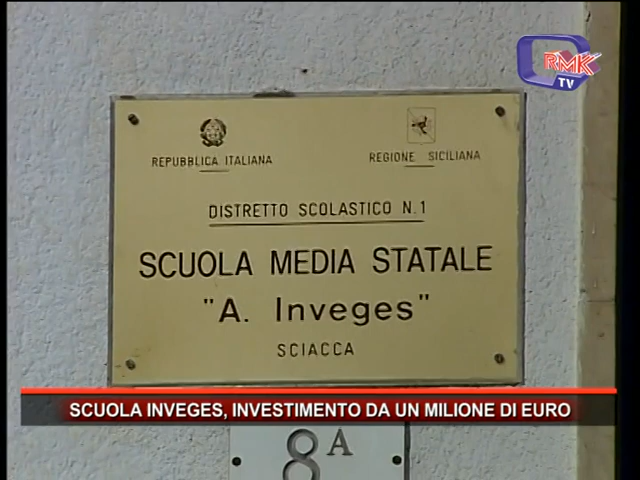 RMK
TV
REPUBBLICA ITALIANA
REGIONE SICILIANA
DISTRETTO SCOLASTICO N.1
SCUOLA MEDIA STATALE
"A. Inveges"
SCIACCA
SCUOLA INVEGES, INVESTIMENTO DA UN MILIONE DI EURO
8A